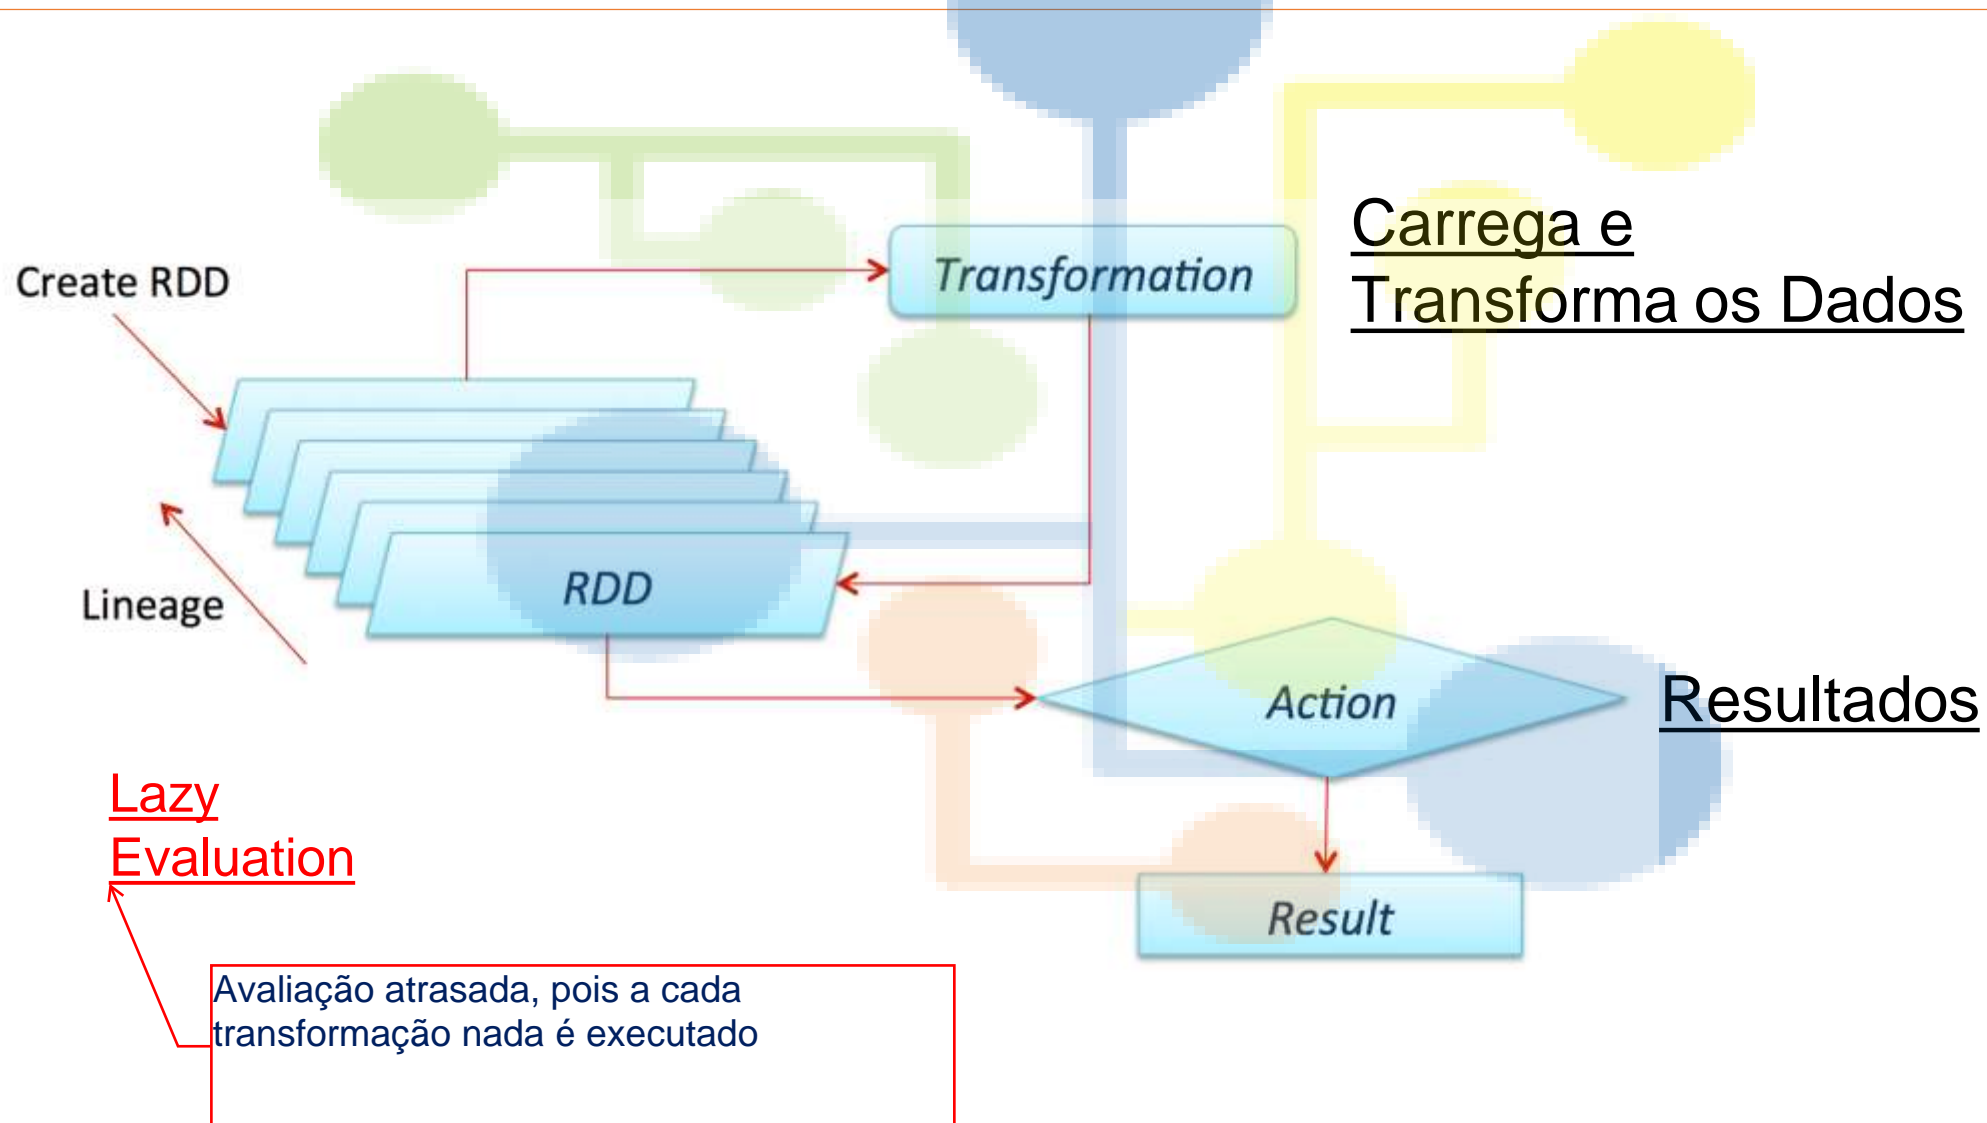 Carrega e
Transforma os Dados
Create RDD
Transformation
RDD
Lineage
Action
Resultados
Lazy
Evaluation
Result
Avaliação atrasada, pois a cada
transformação nada é executado